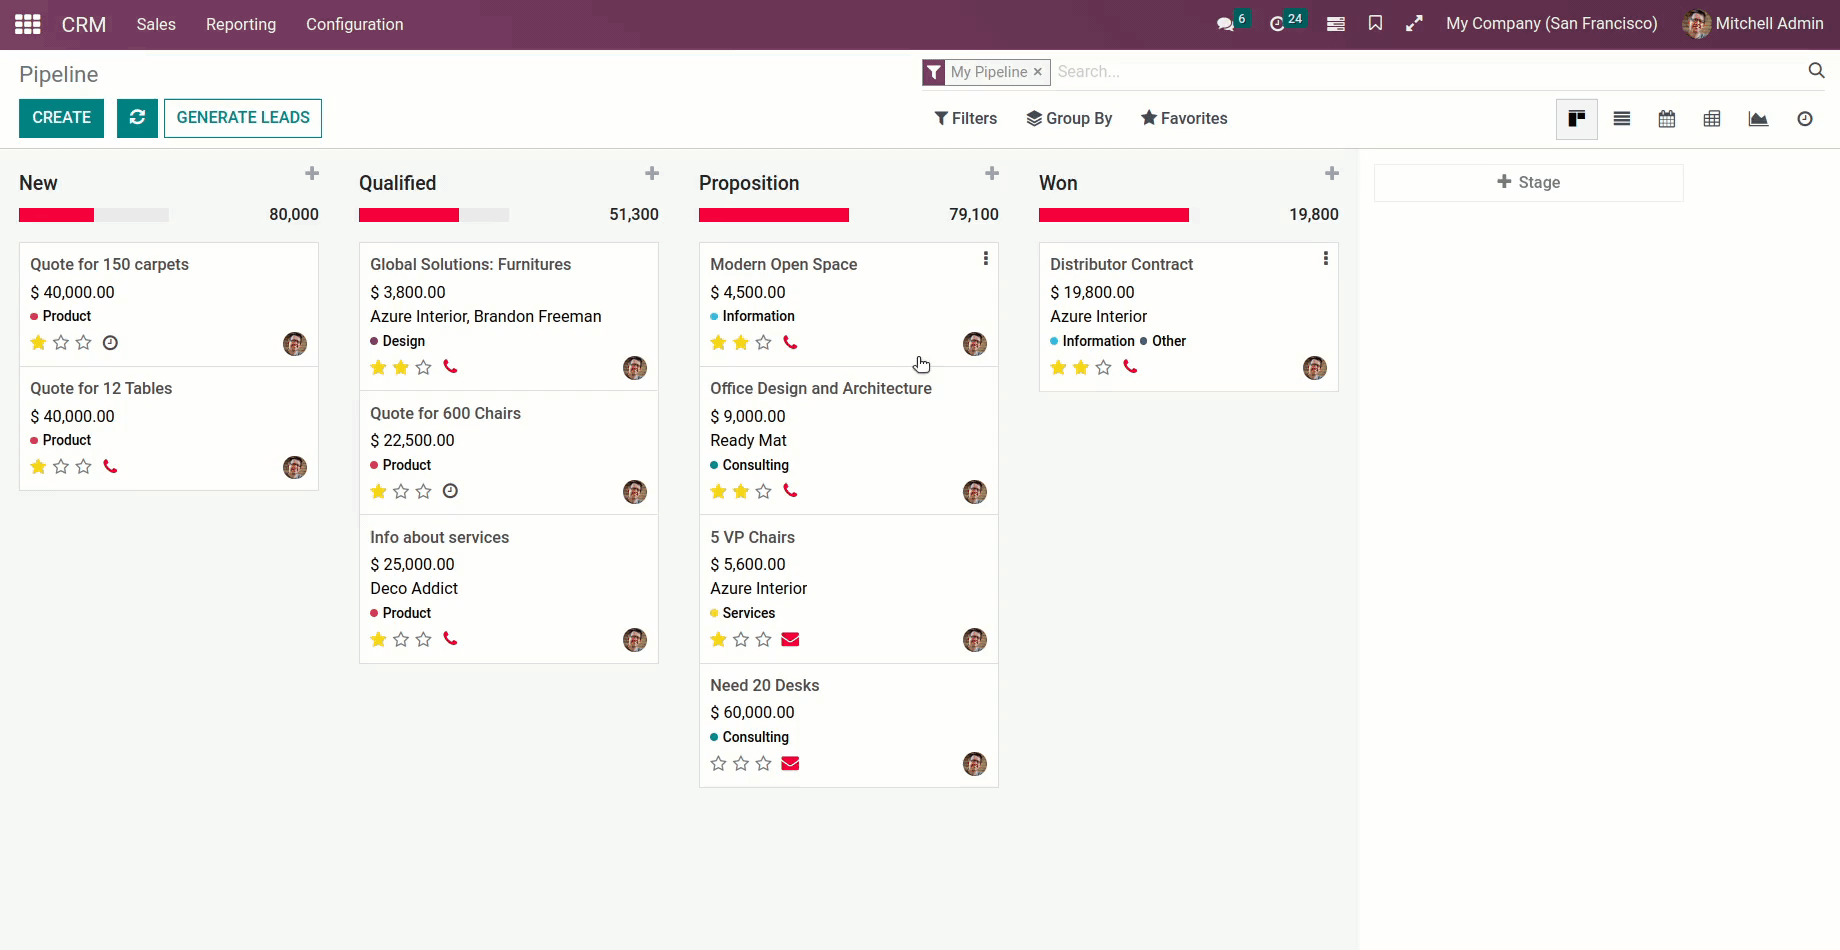 CRM Sales Reporting Configuration 6 24 My Company (San Francisco) Mitchell Admin
Pipeline
My Pipeline × Search...
CREATE GENERATE LEADS Filters Group By Favorites
New
80,000
Quote for 150 carpets
$ 40,000.00
Product
Quote for 12 Tables
$ 40,000.00
Product
Qualified
51,300
Global Solutions: Furnitures
$ 3,800.00
Azure Interior, Brandon Freeman
Design
Quote for 600 Chairs
$ 22,500.00
Product
Info about services
$ 25,000.00
Deco Addict
Product
Proposition
79,100
Modern Open Space
$ 4,500.00
Information
Office Design and Architecture
$ 9,000.00
Ready Mat
Consulting
5 VP Chairs
$ 5,600.00
Azure Interior
Services
Need 20 Desks
$ 60,000.00
Consulting
Won
19,800
Distributor Contract
$ 19,800.00
Azure Interior
Information Other
+ Stage